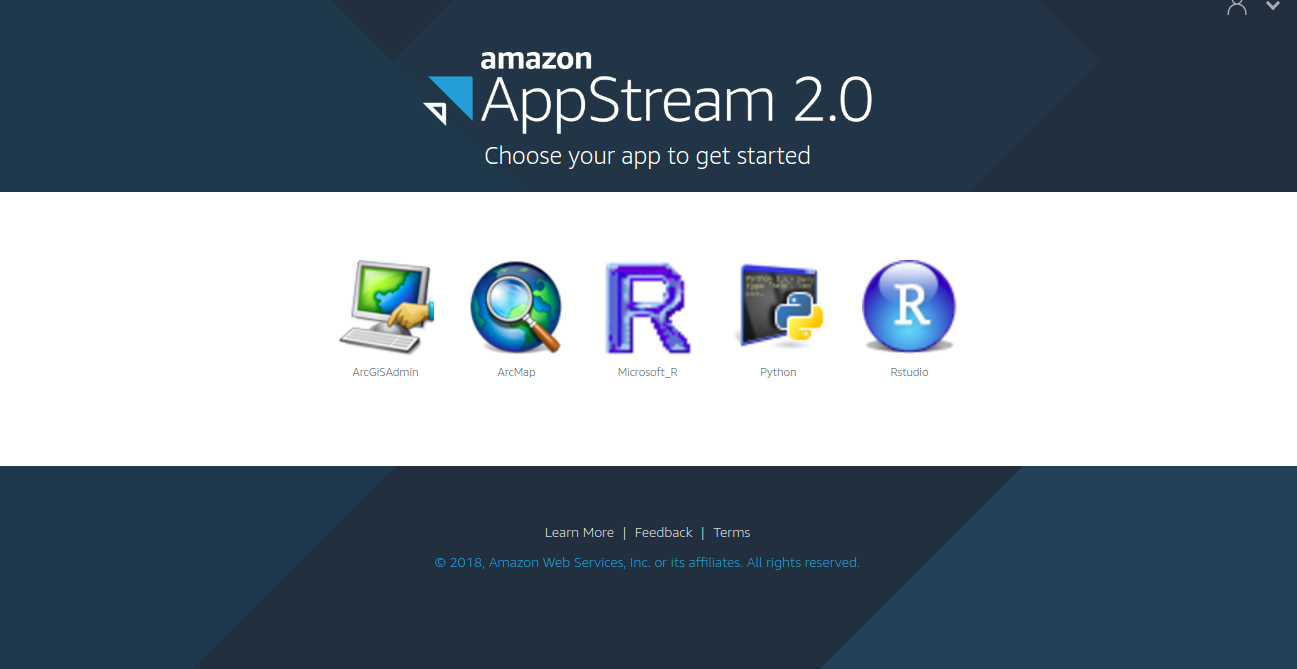 amazon
AppStream 2.0
Choose your app to get started
R
R
ArcGISAdmin
ArcMap
Microsoft_R
Python
Rstudio
Learn More | Feedback | Terms
© 2018, Amazon Web Services, Inc. or its affiliates. All rights reserved.